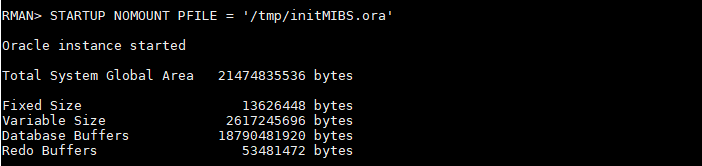 RMAN> STARTUP NOMOUNT PFILE = '/tmp/initMIBS.ora'
Oracle instance started
Total System Global Area   21474835536 bytes
Fixed Size                    13626448 bytes
Variable Size               2617245696 bytes
Database Buffers           18790481920 bytes
Redo Buffers                  53481472 bytes